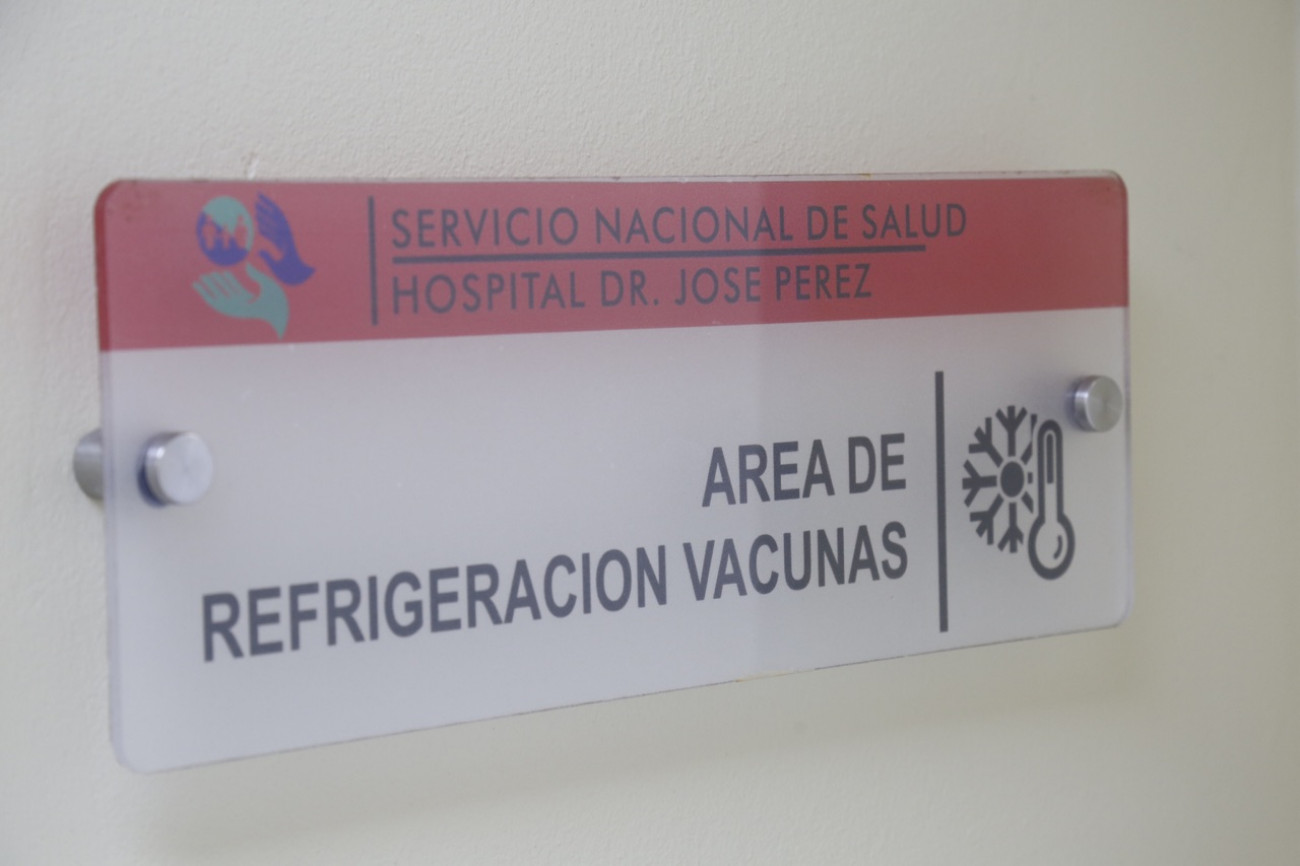 SERVICIO NACIONAL DE SALUD
HOSPITAL DR. JOSE PEREZ
AREA DE
REFRIGERACION VACUNAS